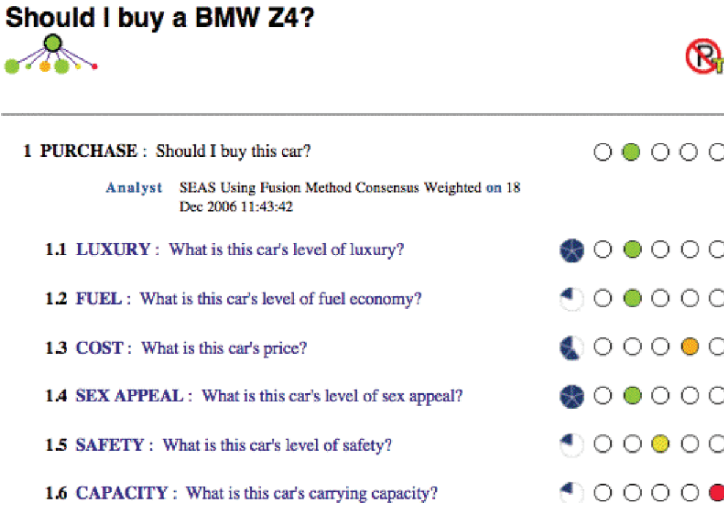 Should I buy a BMW Z4?
1 PURCHASE : Should I buy this car?
Analyst SEAS Using Fusion Method Consensus Weighted on 18
Dec 2006 11:43:42
1.1 LUXURY : What is this car's level of luxury?
1.2 FUEL : What is this car's level of fuel economy?
1.3 COST : What is this car's price?
1.4 SEX APPEAL : What is this car's level of sex appeal?
1.5 SAFETY : What is this car's level of safety?
1.6 CAPACITY : What is this car's carrying capacity?
R T